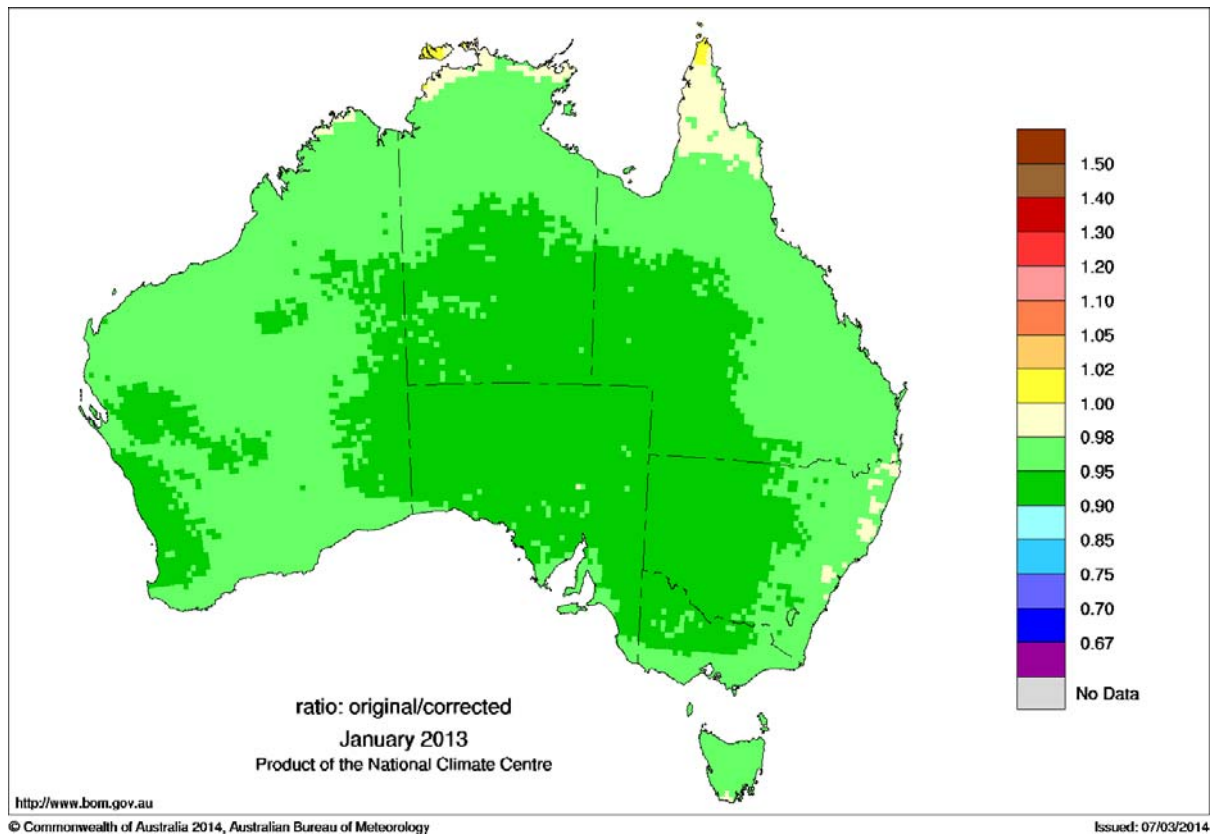 1.50
1.40
1.30
1.20
1.10
1.05
1.02
1.00
0.98
0.95
0.90
0.85
0.75
0.70
0.67
No Data
ratio: original/corrected
January 2013
Product of the National Climate Centre
http://www.bom.gov.au
© Commonwealth of Australia 2014, Australian Bureau of Meteorology
Issued: 07/03/2014